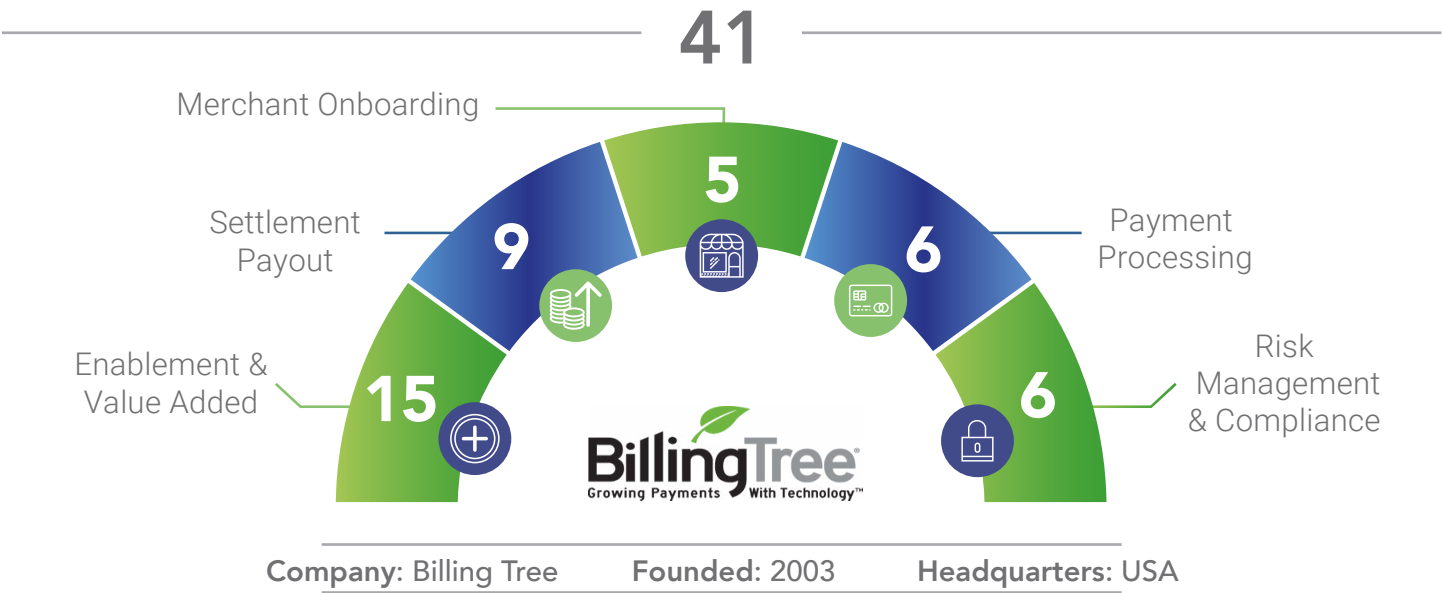 41
Merchant Onboarding
5
Settlement
Payout
9
6
Payment
Processing
Enablement &
Value Added
15
6
Risk
Management
& Compliance
BillingTree®
Growing Payments With Technology™
Company: Billing Tree Founded: 2003 Headquarters: USA